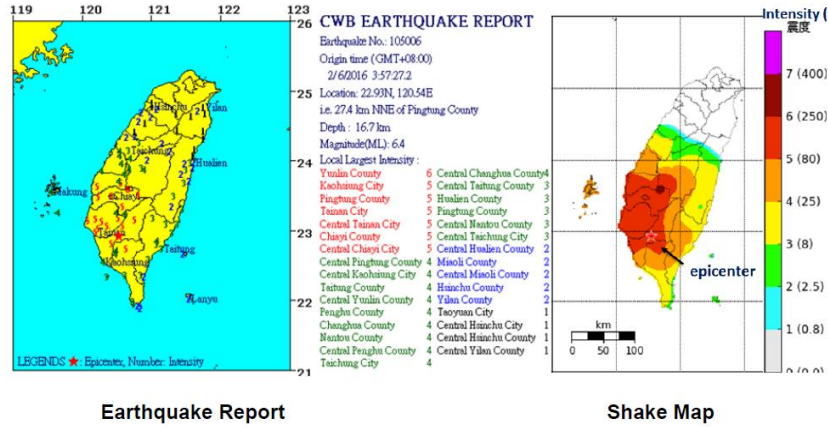 119 120 121 122 123
26
25
24
23
22
21
Hsinchu
Yilan
Taichung
Hualien
Makung
Chiayi
Tainan
Taitung
Kaohsiung
Lanyu
LEGENDS ★: Epicenter, Number: Intensity
CWB EARTHQUAKE REPORT
Earthquake No.: 105006
Origin time (GMT+08:00)
2/6/2016 3:57:27.2
Location: 22.93N, 120.54E
i.e. 27.4 km NNE of Pingtung County
Depth : 16.7km
Magnitude(ML): 6.4
Local Largest Intensity :
Yunlin County 6 Central Changhua County 4
Kaohsiung City 5 Central Taitung County 3
Pingtung County 5 Hualien County 3
Tainan City 5 Pingtung County 3
Central Tainan City 5 Central Nantou County 3
Chiayi County 5 Central Taichung City 3
Central Chiayi City 5 Central Hualien County 2
Central Pingtung County 4 Miaoli County 2
Central Kaohsiung City 4 Central Miaoli County 2
Taitung County 4 Hsinchu County 2
Central Yunlin County 4 Yilan County 2
Penghu County 4 Taoyuan City 1
Changhua County 4 Central Hsinchu City 1
Nantou County 4 Central Hsinchu County 1
Central Penghu County 4 Central Yilan County 1
Taichung City 4
Intensity (
震度
7 (400)
6 (250)
5 (80)
4 (25)
3 (8)
2 (2.5)
1 (0.8)
epicenter
km
0 50 100
Earthquake Report
Shake Map